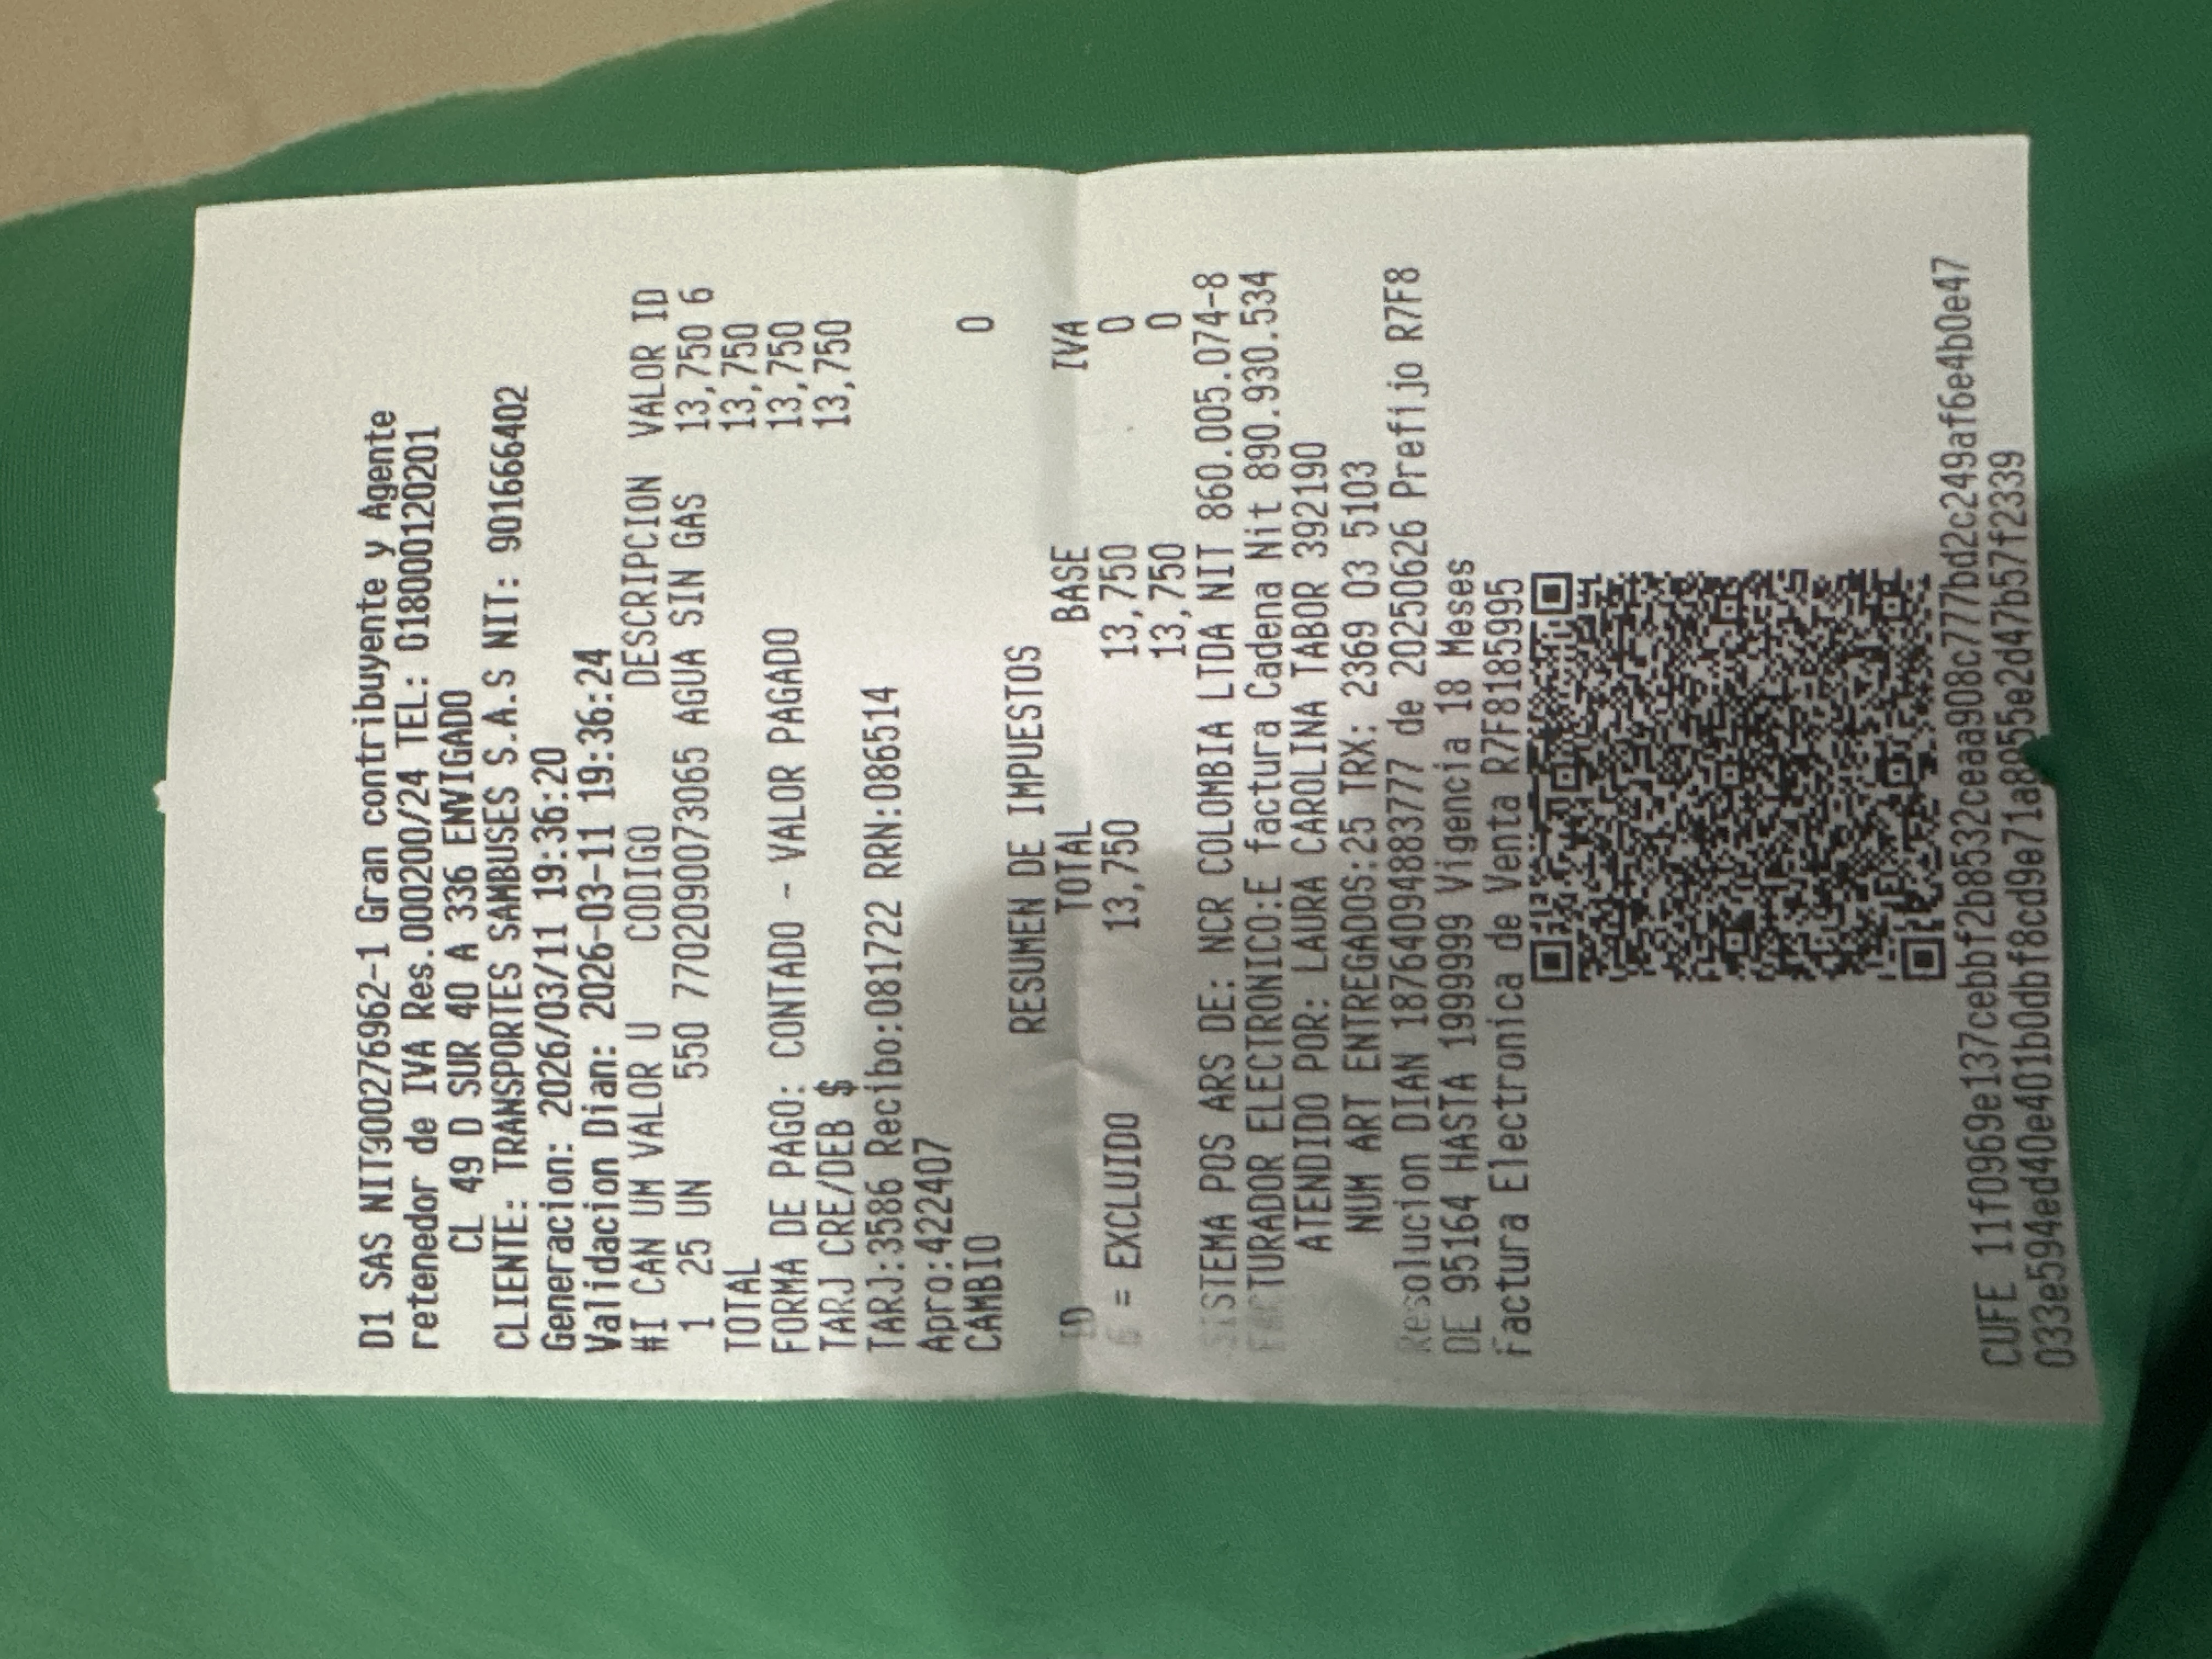 D1 SAS NIT900276962-1 Gran contribuyente y Agente
retenedor de IVA Res.000200/24 TEL: 018000120201
CL 49 D SUR 40 A 336 ENVIGADO
CLIENTE: TRANSPORTES SAMBUSES S.A.S NIT: 901666402
Generacion: 2026/03/11 19:36:20
Validacion Dian: 2026-03-11 19:36:24
#I CAN UM VALOR U CODIGO DESCRIPCION VALOR ID
1 25 UN 550 7702090073065 AGUA SIN GAS 13,750 6
TOTAL 13,750
FORMA DE PAGO: CONTADO - VALOR PAGADO 13,750
TARJ CRE/DEB $ 13,750
TARJ:3586 Recibo:081722 RRN:086514
Apro:422407
CAMBIO 0
RESUMEN DE IMPUESTOS
ID TOTAL BASE IVA
6 = EXCLUIDO 13,750 13,750 0
13,750 0
SISTEMA POS ARS DE: NCR COLOMBIA LTDA NIT 860.005.074-8
FACTURADOR ELECTRONICO:E factura Cadena Nit 890.930.534
ATENDIDO POR: LAURA CAROLINA TABOR 392190
NUM ART ENTREGADOS:25 TRX: 2369 03 5103
Resolucion DIAN 18764094883777 de 20250626 Prefijo R7F8
DE 95164 HASTA 1999999 Vigencia 18 Meses
Factura Electronica de Venta R7F8185995
CUFE 11f0969e137cebbf2b8532ceaa908c777bd2c249af6e4b0e47